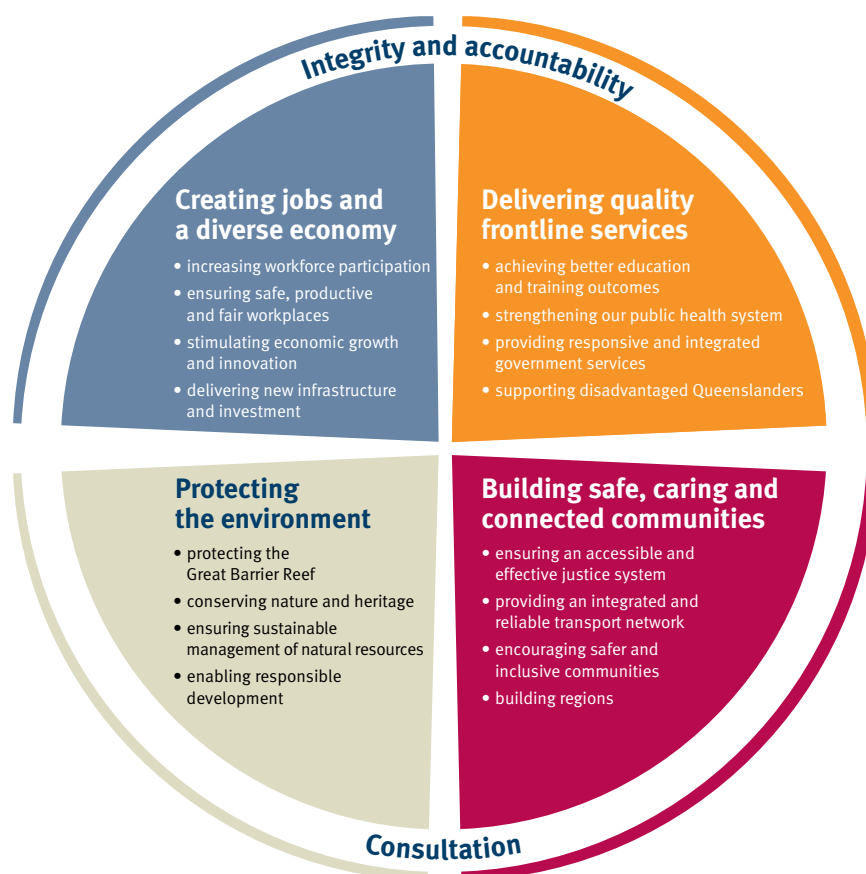 Integrity and accountability
Creating jobs and
a diverse economy
• increasing workforce participation
• ensuring safe, productive
and fair workplaces
• stimulating economic growth
and innovation
• delivering new infrastructure
and investment
Delivering quality
frontline services
• achieving better education
and training outcomes
• strengthening our public health system
• providing responsive and integrated
government services
• supporting disadvantaged Queenslanders
Protecting
the environment
• protecting the
Great Barrier Reef
• conserving nature and heritage
• ensuring sustainable
management of natural resources
• enabling responsible
development
Building safe, caring and
connected communities
• ensuring an accessible and
effective justice system
• providing an integrated and
reliable transport network
• encouraging safer and
inclusive communities
• building regions
Consultation